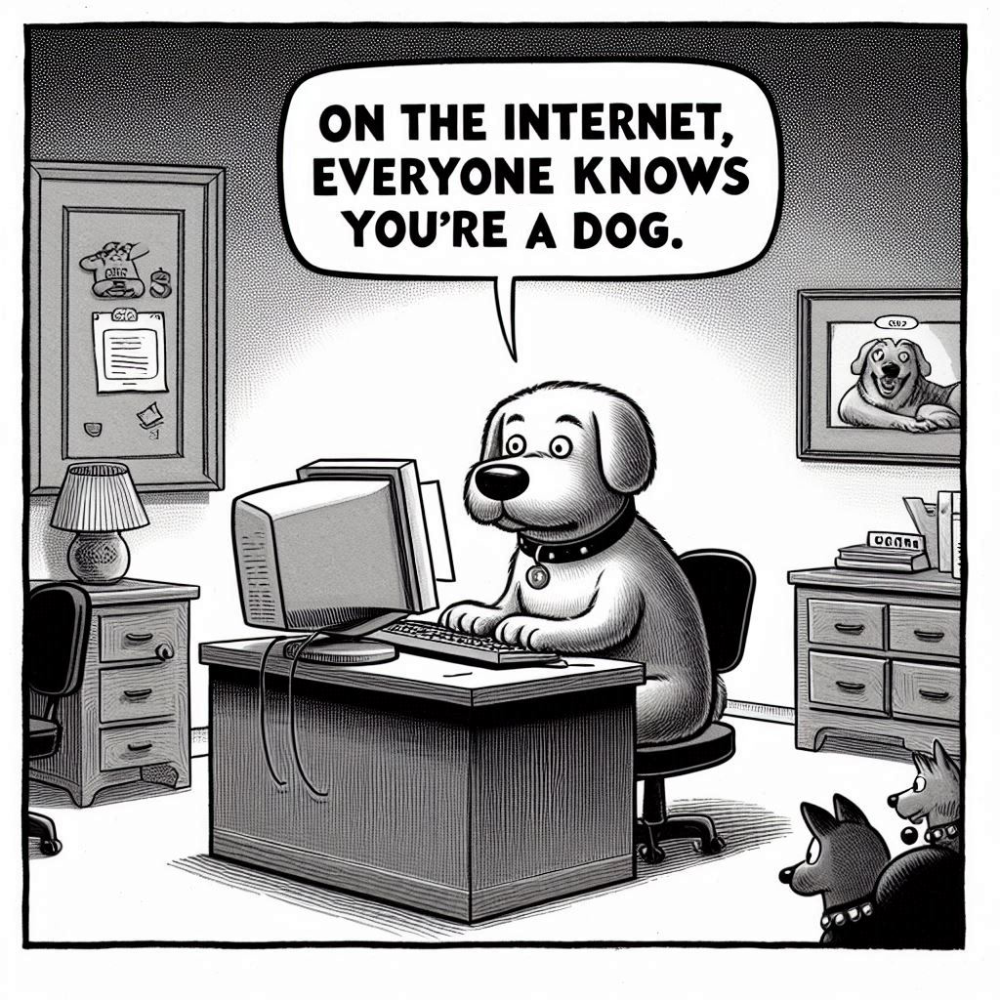 ON THE INTERNET,
EVERYONE KNOWS
YOU'RE A DOG.